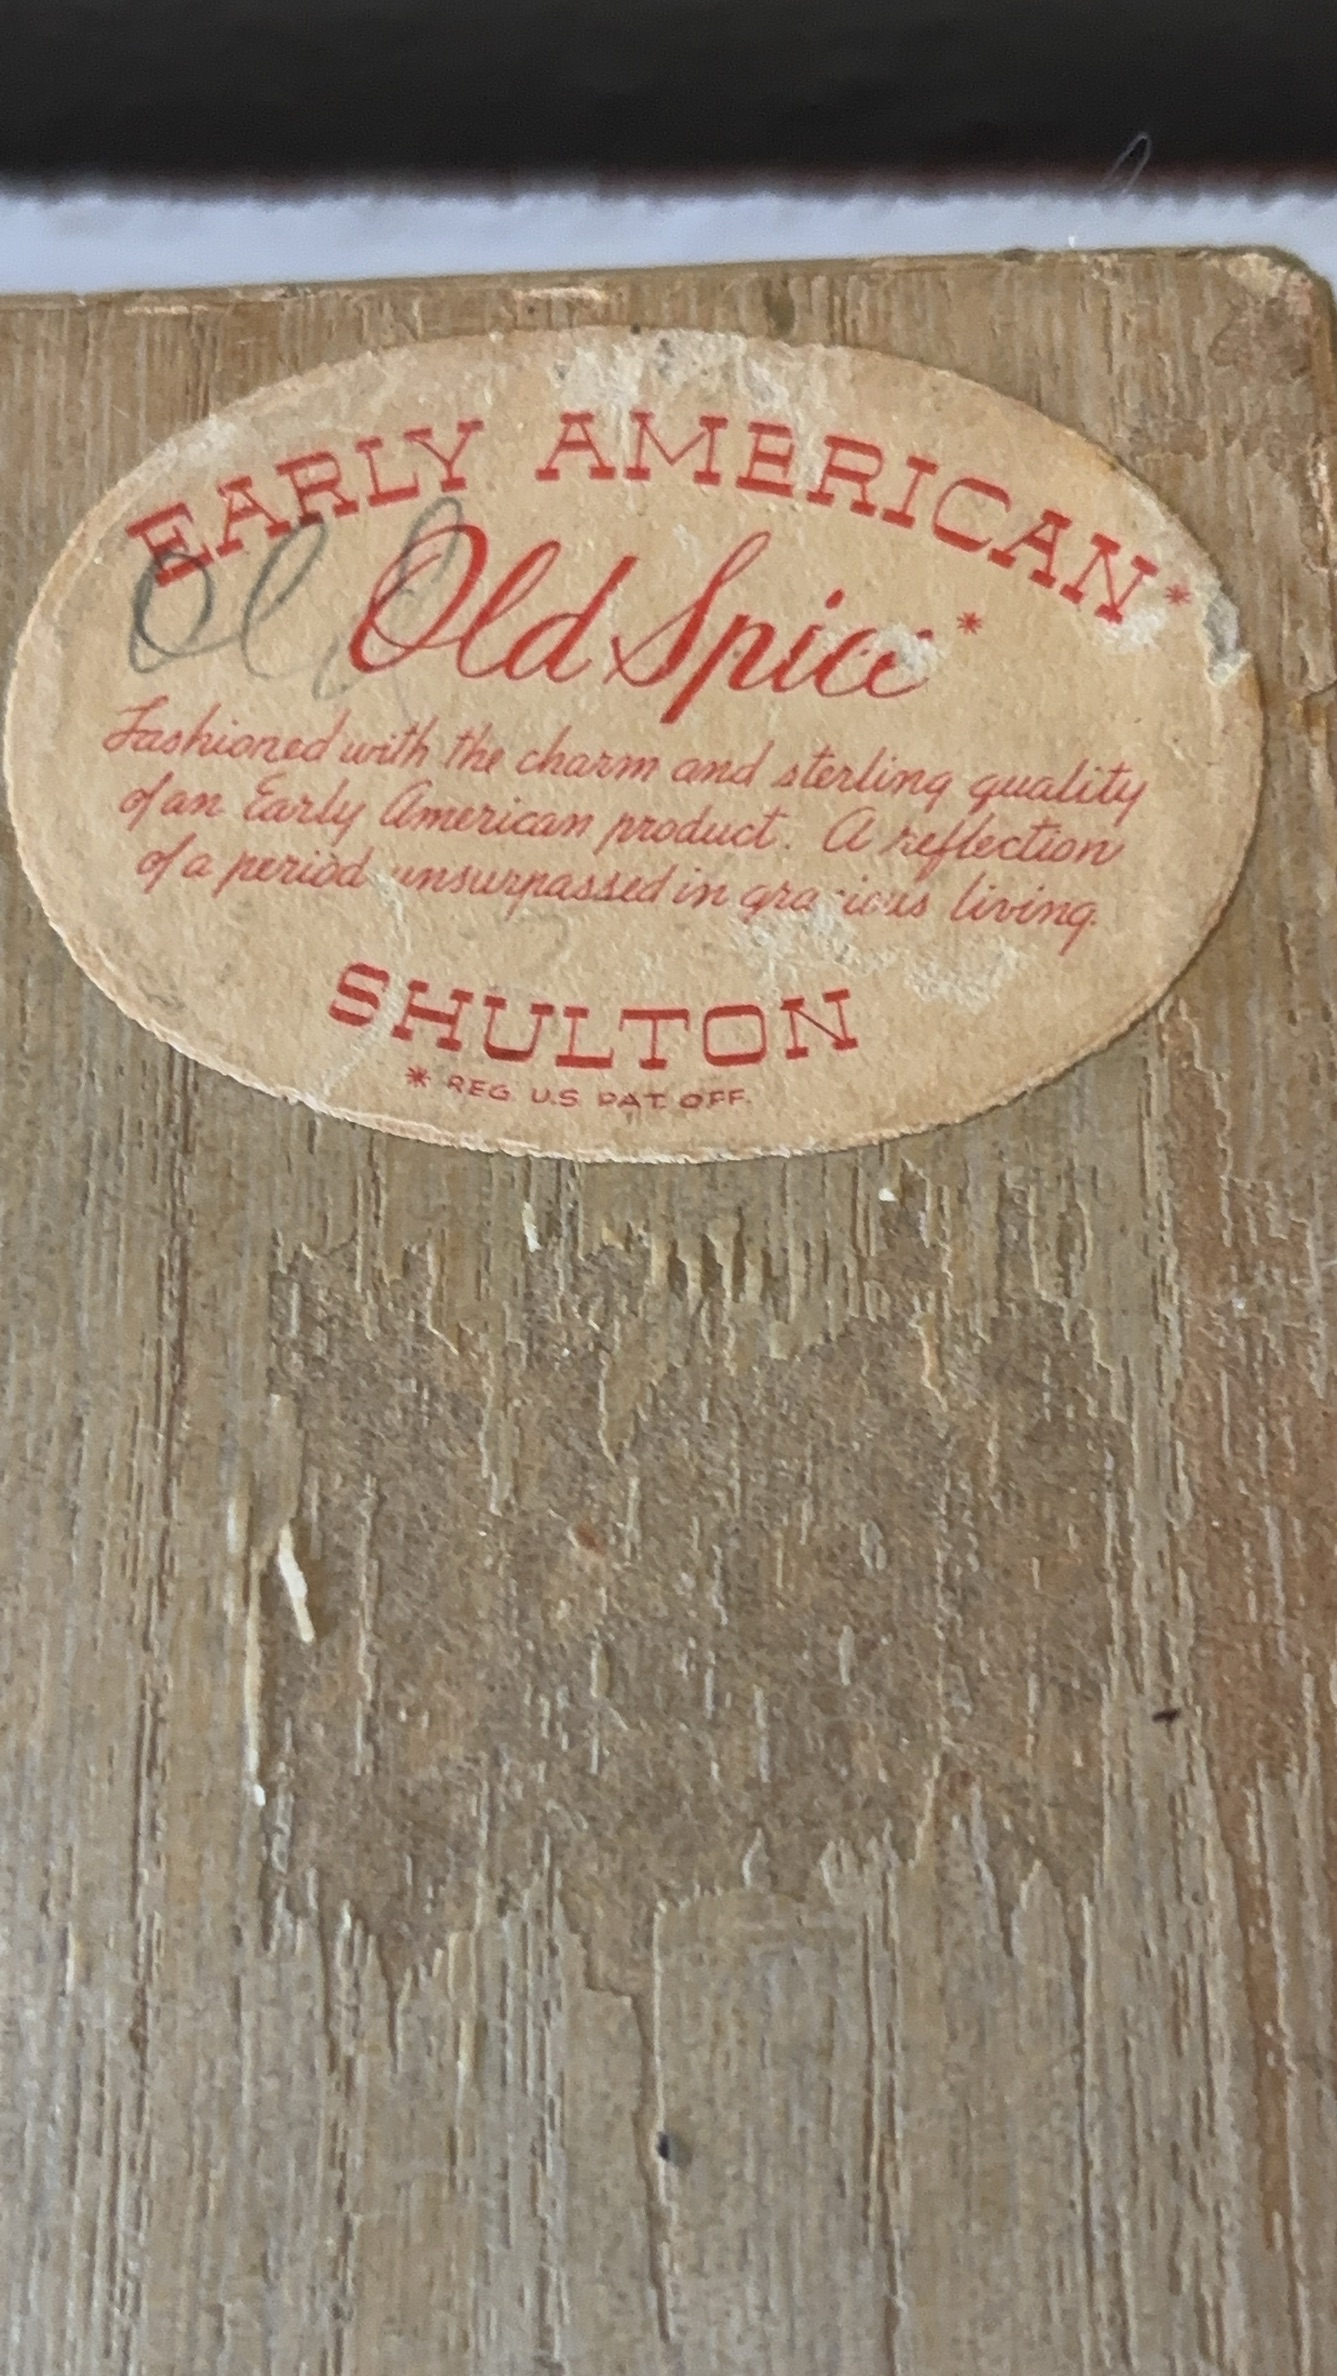 EARLY AMERICAN*
Old
Old Spice*
Fashioned with the charm and sterling quality
of an Early American product. A reflection
of a period unsurpassed in gracious living.
SHULTON
* REG. U.S. PAT. OFF.